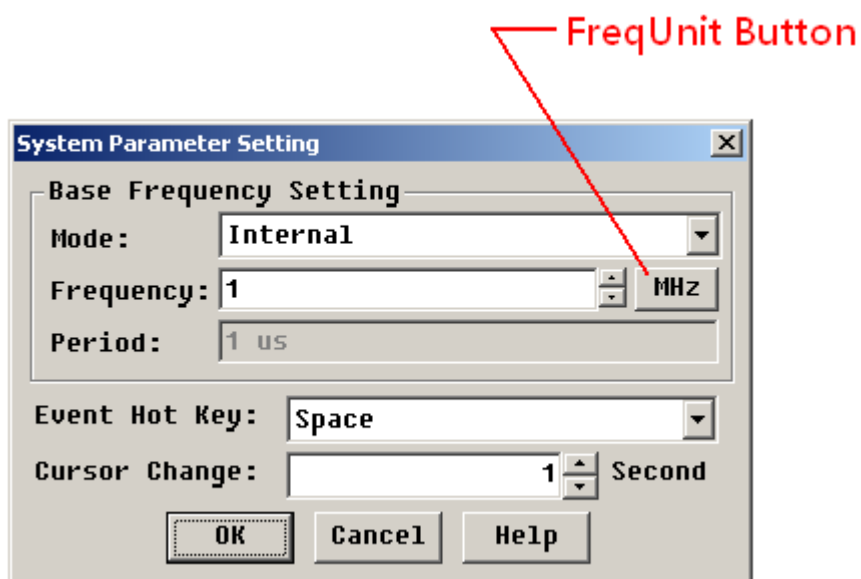 FreqUnit Button
System Parameter Setting
Base Frequency Setting
Mode: Internal
Frequency: 1 MHz
Period: 1 us
Event Hot Key: Space
Cursor Change: 1 Second
OK Cancel Help